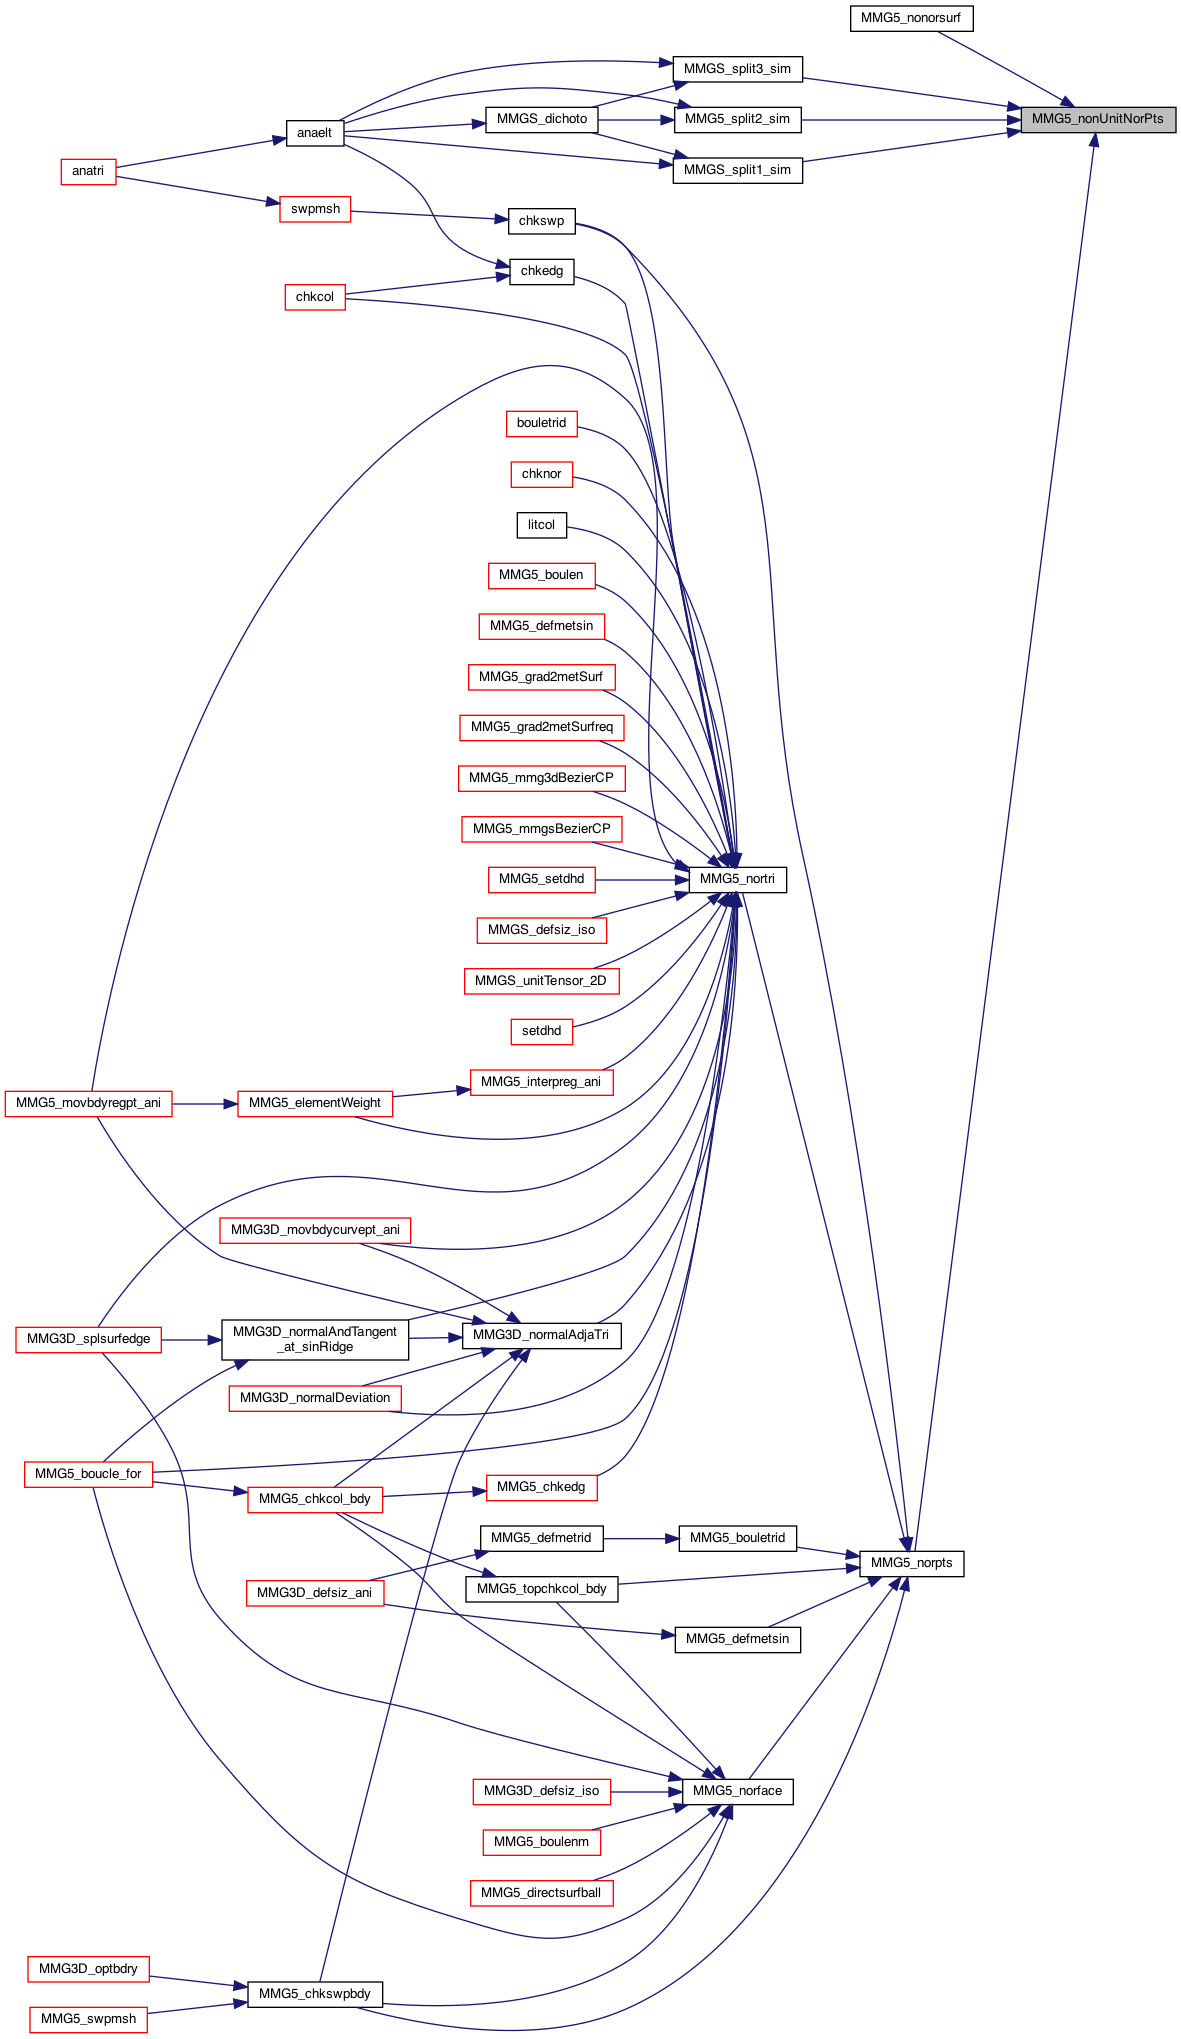 MMG5_nonorsurf
MMGS_split3_sim
MMG5_nonUnitNorPts
MMGS_dichoto
MMG5_split2_sim
anaelt
MMGS_split1_sim
anatri
swpmsh
chkswp
chkedg
chkcol
bouletrid
chknor
litcol
MMG5_boulen
MMG5_defmetsin
MMG5_grad2metSurf
MMG5_grad2metSurfreq
MMG5_mmg3dBezierCP
MMG5_mmgsBezierCP
MMG5_setdhd
MMG5_nortri
MMGS_defsiz_iso
MMGS_unitTensor_2D
setdhd
MMG5_interpreg_ani
MMG5_movbdyregpt_ani
MMG5_elementWeight
MMG3D_movbdycurvept_ani
MMG3D_splsurfedge
MMG3D_normalAndTangent
_at_sinRidge
MMG3D_normalAdjaTri
MMG3D_normalDeviation
MMG5_boucle_for
MMG5_chkcol_bdy
MMG5_chkedg
MMG5_defmetrid
MMG5_bouletrid
MMG5_norpts
MMG3D_defsiz_ani
MMG5_topchkcol_bdy
MMG5_defmetsin
MMG3D_defsiz_iso
MMG5_norface
MMG5_boulenm
MMG5_directsurfball
MMG3D_optbdry
MMG5_chkswpbdy
MMG5_swpmsh